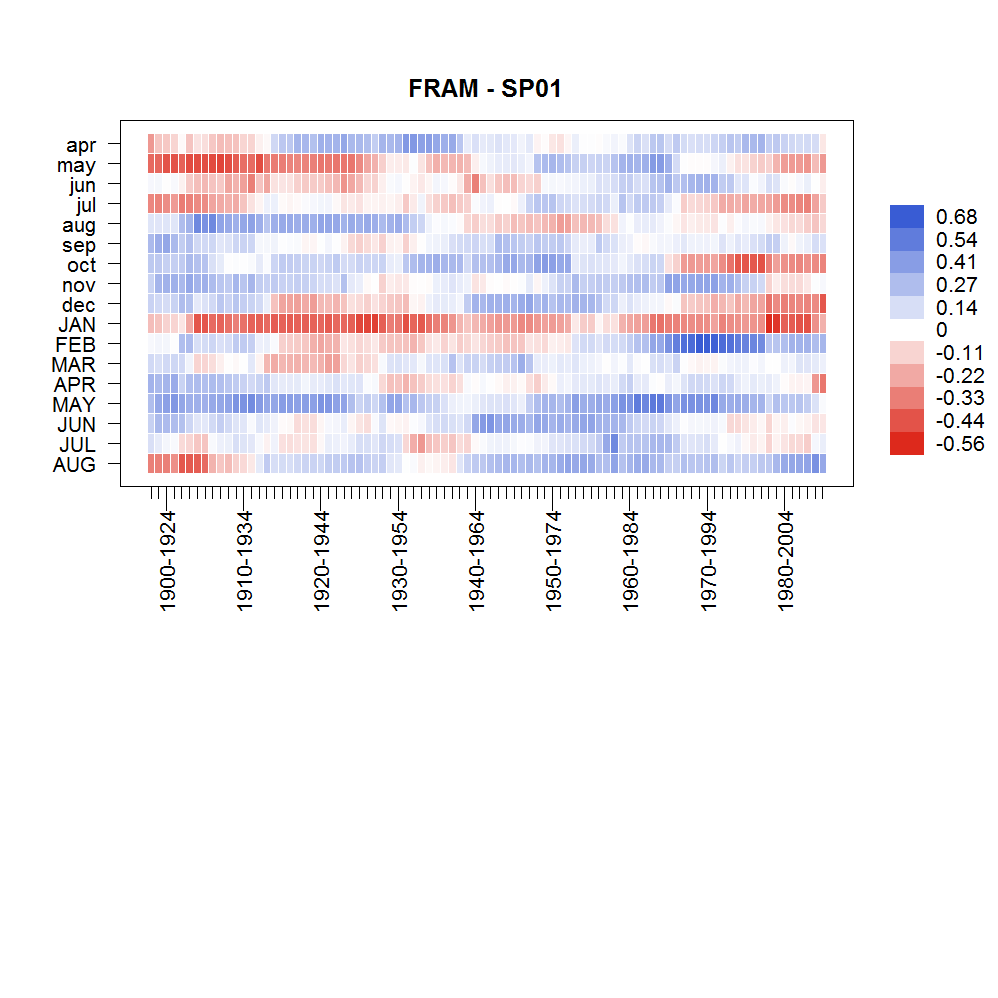 FRAM - SP01
apr
may
jun
jul
aug
sep
oct
nov
dec
JAN
FEB
MAR
APR
MAY
JUN
JUL
AUG
0.68
0.54
0.41
0.27
0.14
0
-0.11
-0.22
-0.33
-0.44
-0.56
1900-1924
1910-1934
1920-1944
1930-1954
1940-1964
1950-1974
1960-1984
1970-1994
1980-2004